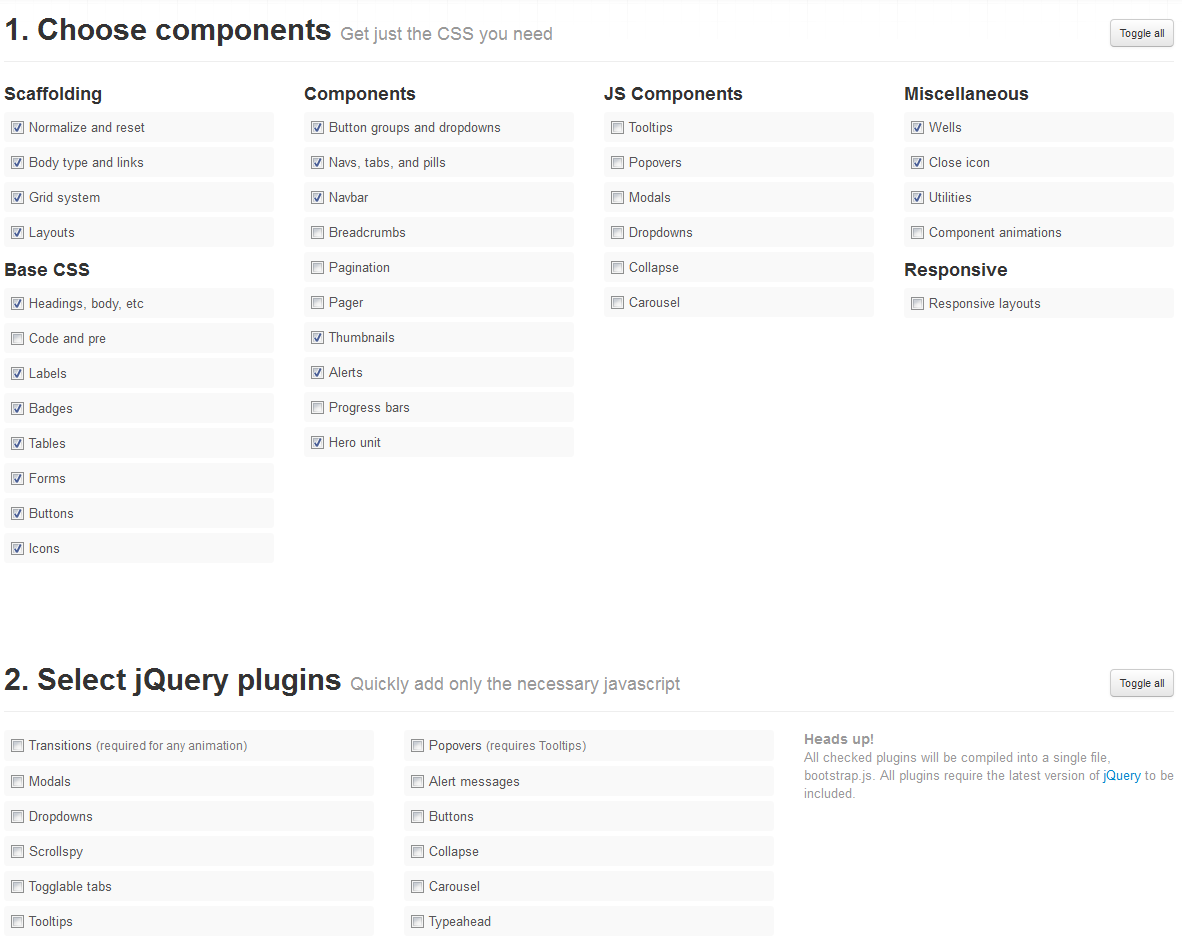 1. Choose components Get just the CSS you need
Toggle all
Scaffolding
Normalize and reset
Body type and links
Grid system
Layouts
Base CSS
Headings, body, etc
Code and pre
Labels
Badges
Tables
Forms
Buttons
Icons
Components
Button groups and dropdowns
Navs, tabs, and pills
Navbar
Breadcrumbs
Pagination
Pager
Thumbnails
Alerts
Progress bars
Hero unit
JS Components
Tooltips
Popovers
Modals
Dropdowns
Collapse
Carousel
Miscellaneous
Wells
Close icon
Utilities
Component animations
Responsive
Responsive layouts
2. Select jQuery plugins Quickly add only the necessary javascript
Toggle all
Transitions (required for any animation)
Modals
Dropdowns
Scrollspy
Togglable tabs
Tooltips
Popovers (requires Tooltips)
Alert messages
Buttons
Collapse
Carousel
Typeahead
Heads up!
All checked plugins will be compiled into a single file,
bootstrap.js. All plugins require the latest version of jQuery to be
included.